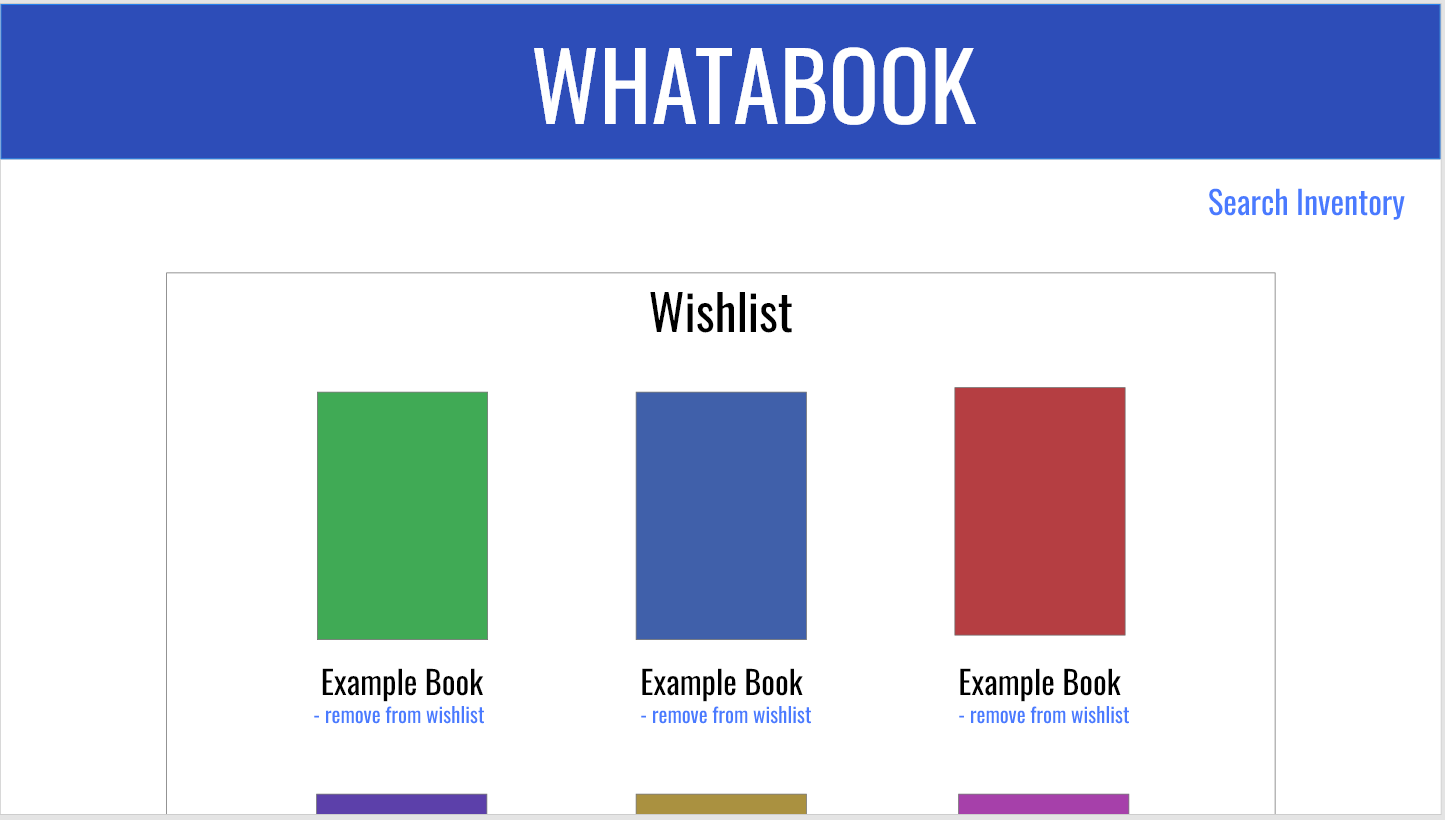 WHATABOOK
Search Inventory
Wishlist
Example Book
- remove from wishlist
Example Book
- remove from wishlist
Example Book
- remove from wishlist